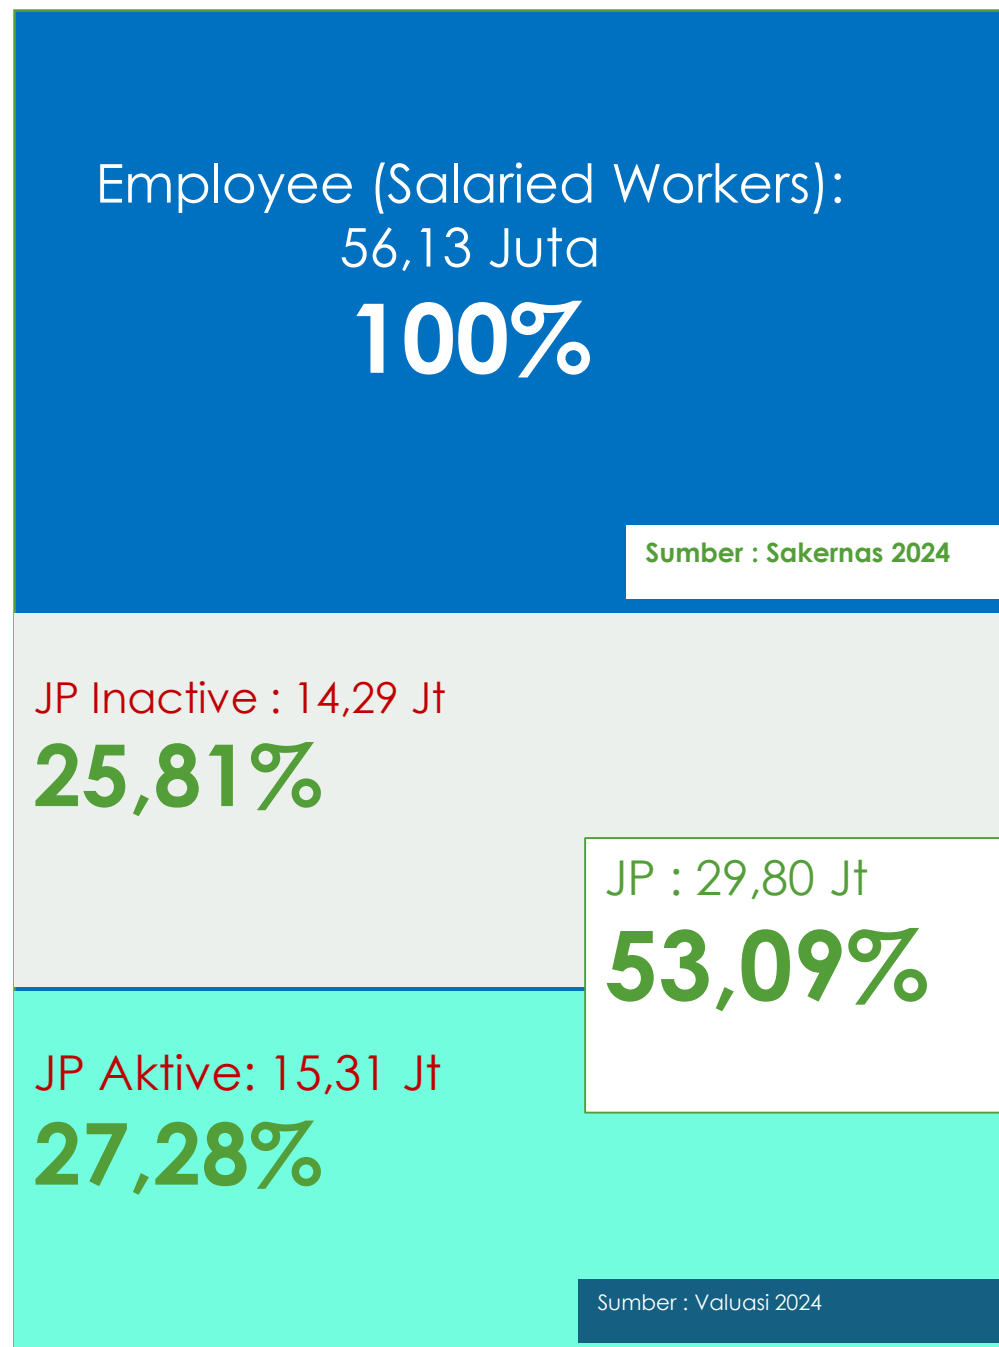 Employee (Salaried Workers):
56,13 Juta
100%
Sumber : Sakernas 2024
JP Inactive : 14,29 Jt
25,81%
JP : 29,80 Jt
53,09%
JP Aktive: 15,31 Jt
27,28%
Sumber : Valuasi 2024